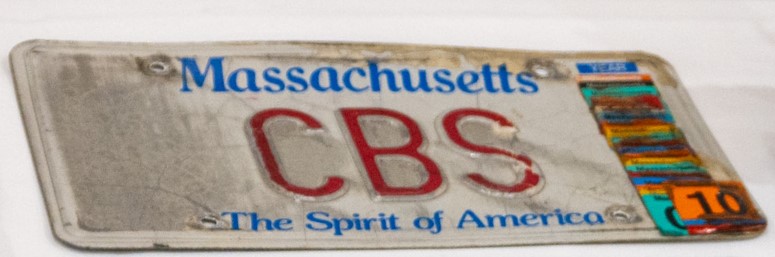 Massachusetts
YEAR
CBS
The Spirit of America
10